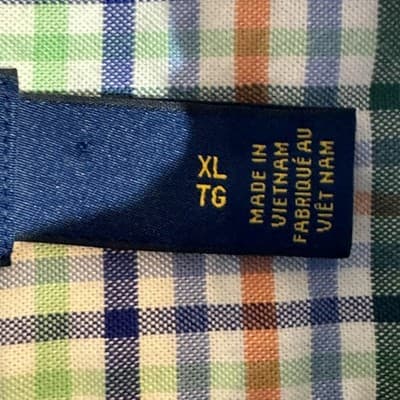 XL
TG
MADE IN
VIETNAM
FABRIQUÉ AU
VIÊT NAM